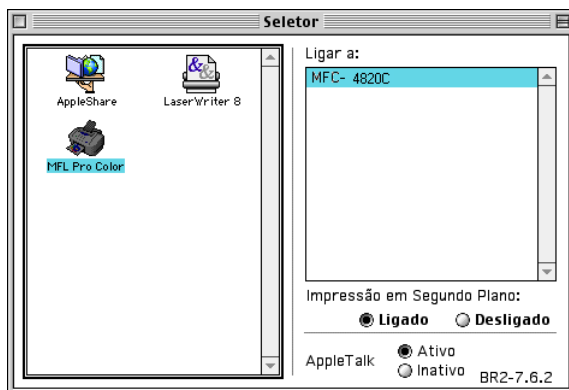 Seletor
AppleShare
LaserWriter 8
MFL Pro Color
Ligar a:
MFC- 4820C
Impressão em Segundo Plano:
Ligado Desligado
AppleTalk
Ativo
Inativo
BR2-7.6.2